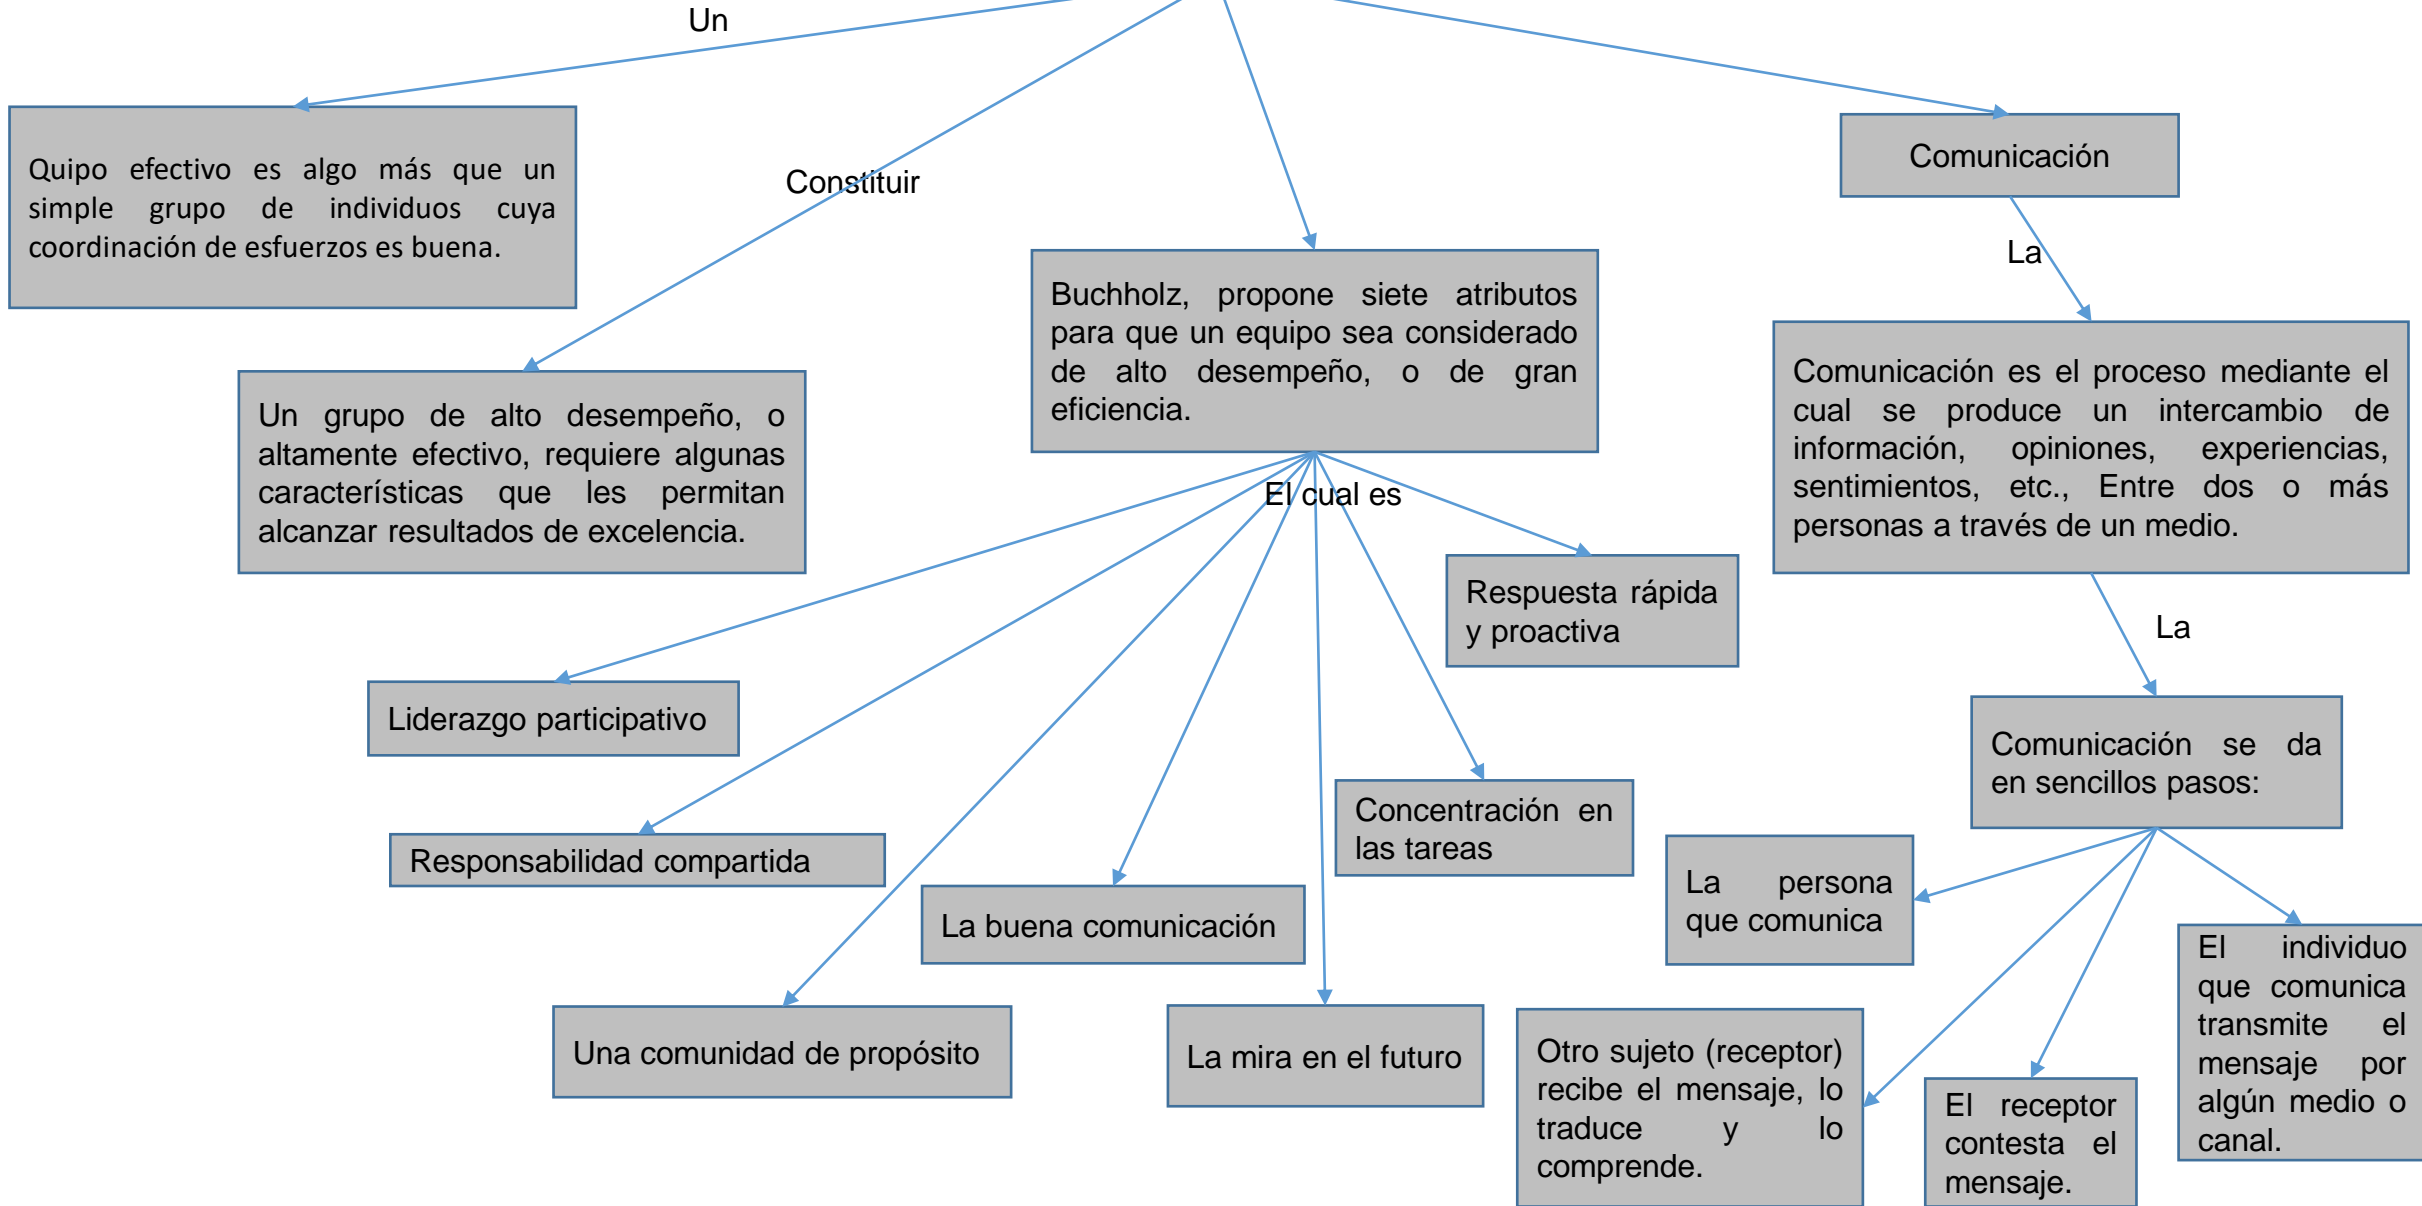 Un
Quipo efectivo es algo más que un
simple grupo de individuos cuya
coordinación de esfuerzos es buena.
Constituir
Un grupo de alto desempeño, o
altamente efectivo, requiere algunas
características que les permitan
alcanzar resultados de excelencia.
Buchholz, propone siete atributos
para que un equipo sea considerado
de alto desempeño, o de gran
eficiencia.
El cual es
Liderazgo participativo
Responsabilidad compartida
Una comunidad de propósito
La buena comunicación
La mira en el futuro
Concentración en
las tareas
Respuesta rápida
y proactiva
Comunicación
La
Comunicación es el proceso mediante el
cual se produce un intercambio de
información, opiniones, experiencias,
sentimientos, etc., Entre dos o más
personas a través de un medio.
La
Comunicación se da
en sencillos pasos:
La persona
que comunica
Otro sujeto (receptor)
recibe el mensaje, lo
traduce y lo
comprende.
El receptor
contesta el
mensaje.
El individuo
que comunica
transmite el
mensaje por
algún medio o
canal.